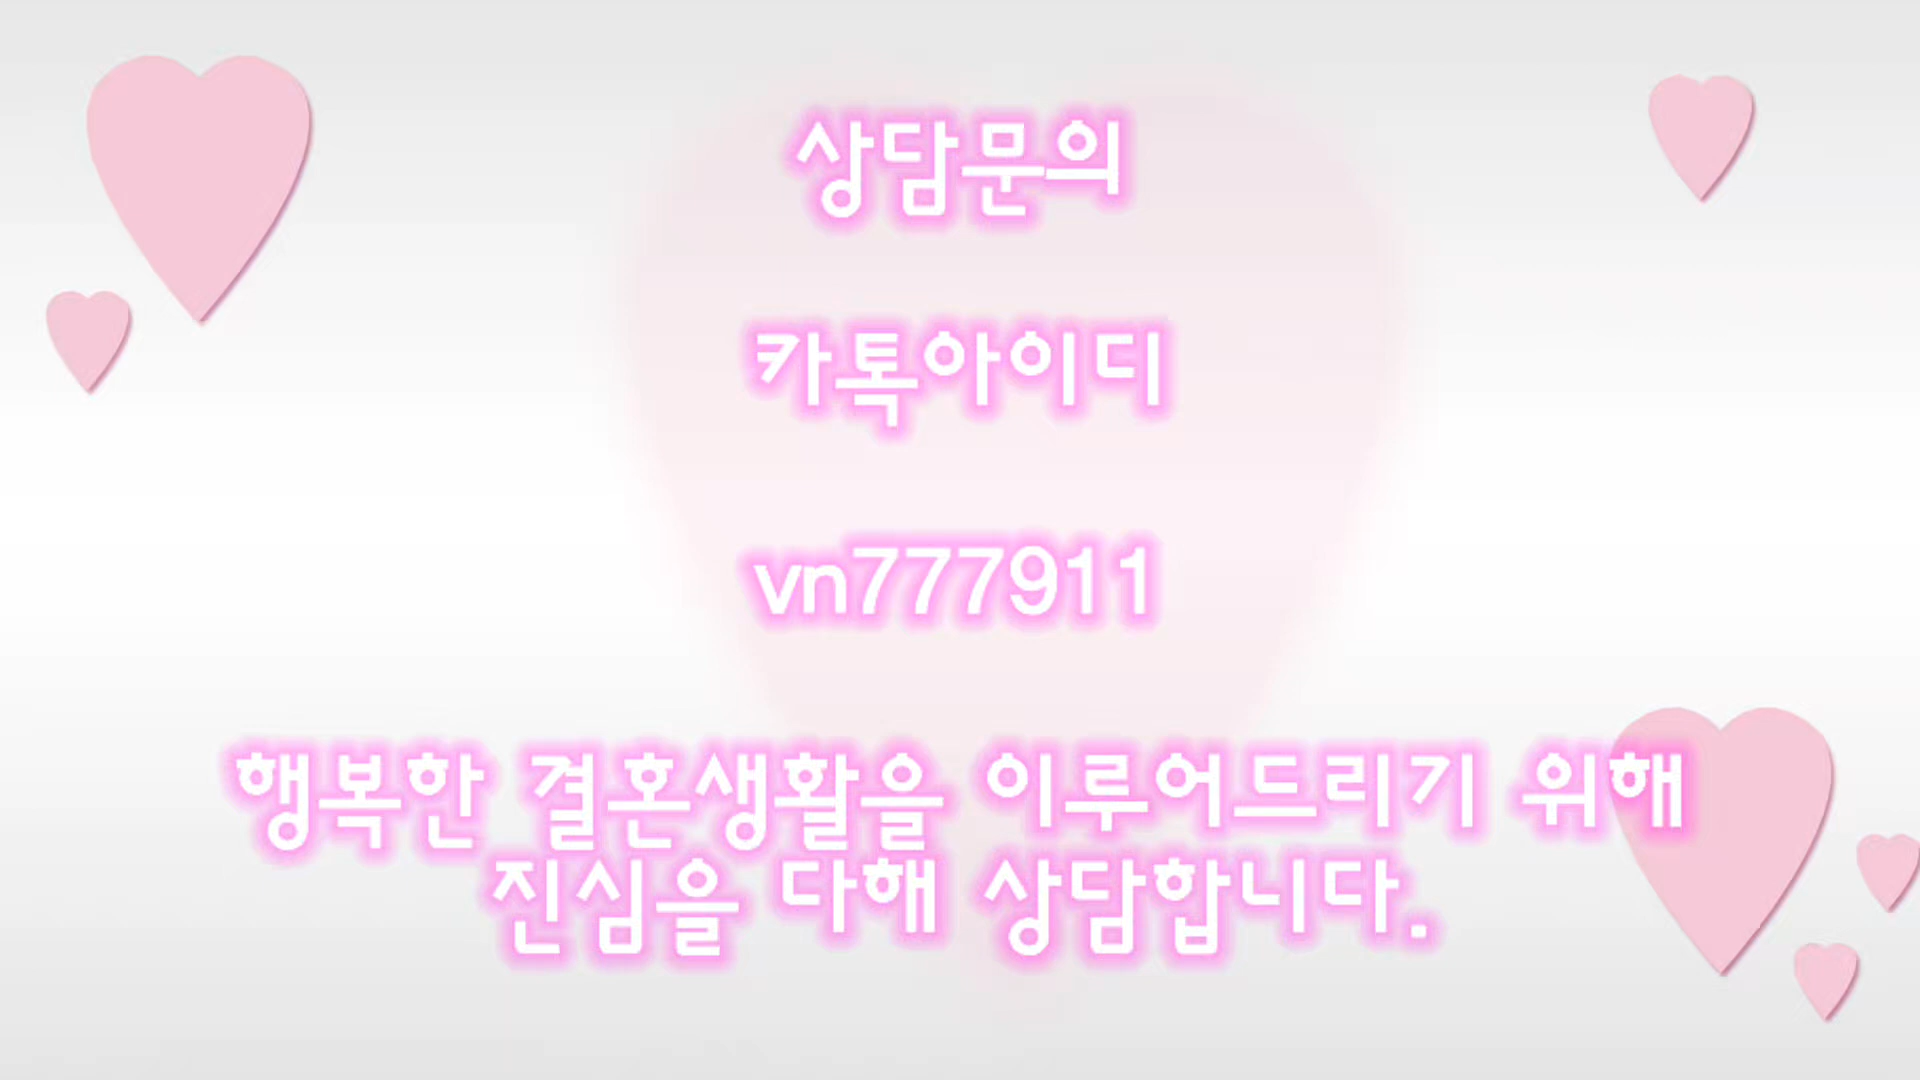 상담문의
카톡아이디
vn777911
행복한 결혼생활을 이루어드리기 위해
진심을 다해 상담합니다.